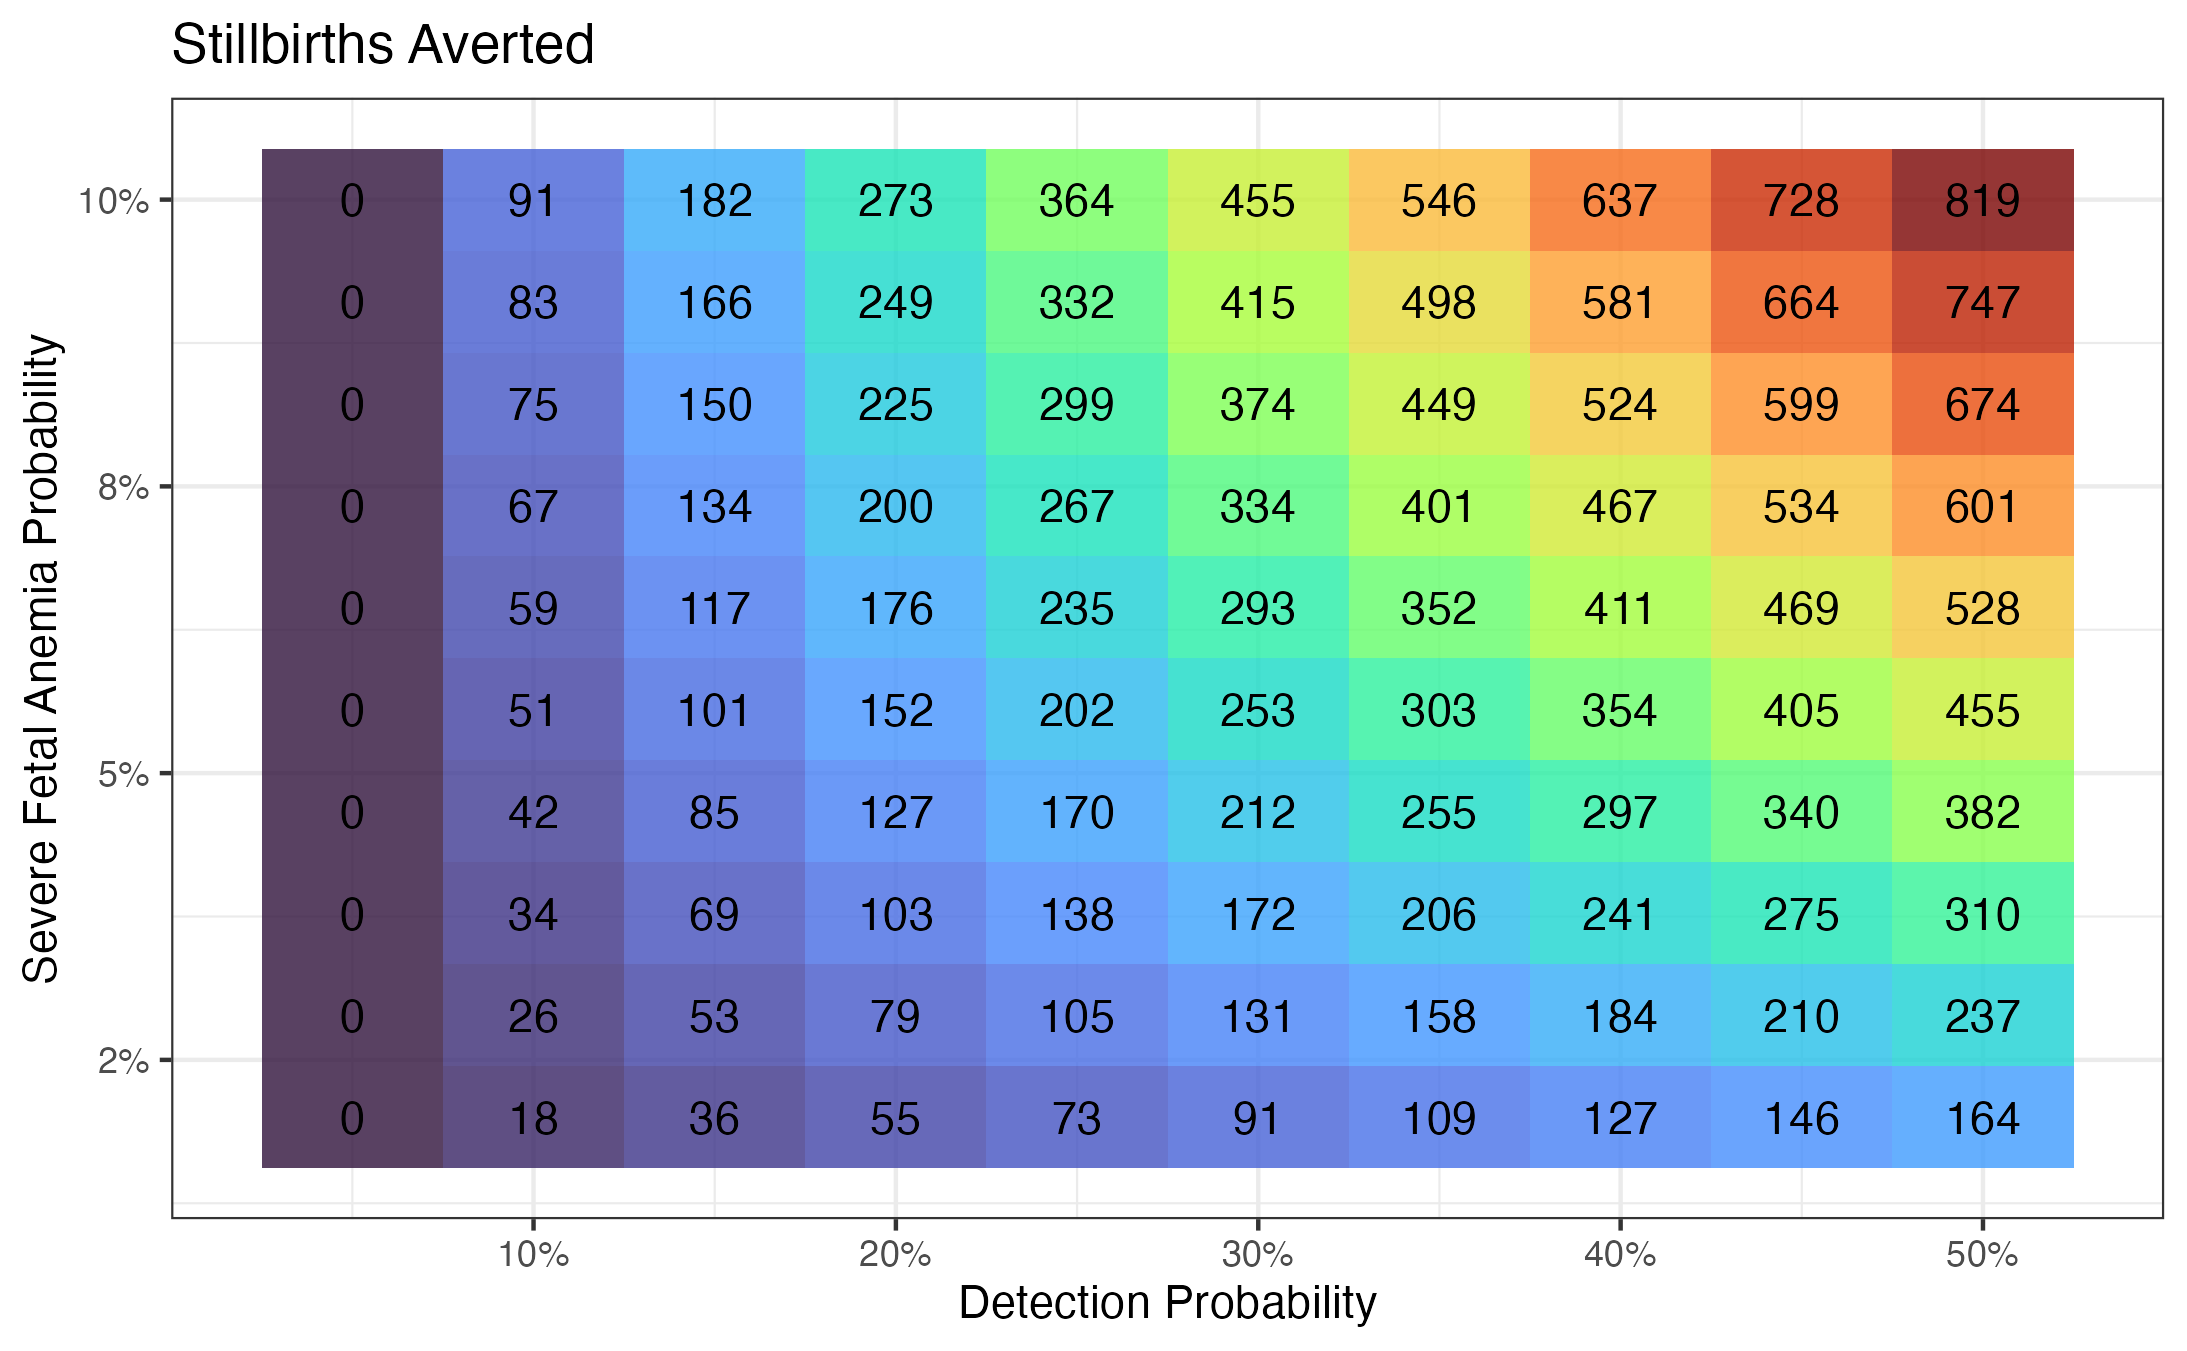 Stillbirths Averted
Severe Fetal Anemia Probability
10%
0 91 182 273 364 455 546 637 728 819
0 83 166 249 332 415 498 581 664 747
0 75 150 225 299 374 449 524 599 674
8%
0 67 134 200 267 334 401 467 534 601
0 59 117 176 235 293 352 411 469 528
0 51 101 152 202 253 303 354 405 455
5%
0 42 85 127 170 212 255 297 340 382
0 34 69 103 138 172 206 241 275 310
0 26 53 79 105 131 158 184 210 237
2%
0 18 36 55 73 91 109 127 146 164
10% 20% 30% 40% 50%
Detection Probability